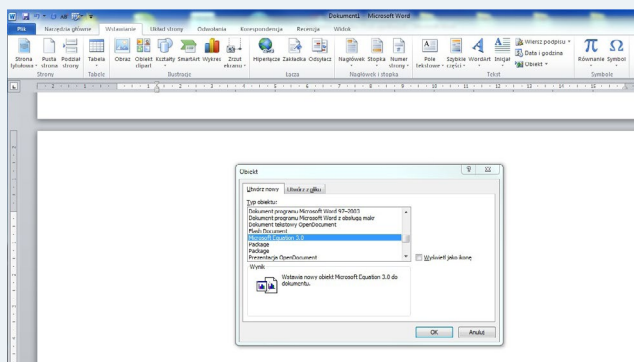 Dokument1 - Microsoft Word
Plik Narzędzia główne Wstawianie Układ strony Odwołania Korespondencja Recenzja Widok
Strona tytułowa Pusta strona Podział strony Tabela Obraz Obiekt clipart Kształty SmartArt Wykres Zrzut ekranu Hiperłącze Zakładka Odsyłacz Nagłówek Stopka Numer strony Pole tekstowe Szybkie części WordArt Inicjał Wiersz podpisu Równanie Symbol
Data i godzina
Obiekt
Strony Tabele Ilustracje Łącza Nagłówek i stopka Tekst Symbole
Obiekt
Utwórz nowy Utwórz z pliku
Typ obiektu:
Dokument programu Microsoft Word 97-2003
Dokument programu Microsoft Word z obsługą makr
Dokument tekstowy OpenDocument
Flash Document
Microsoft Equation 3.0
Package
Package
Prezentacja OpenDocument
Wyświetl jako ikonę
Wynik
Wstawia nowy obiekt Microsoft Equation 3.0 do
dokumentu.
OK Anuluj